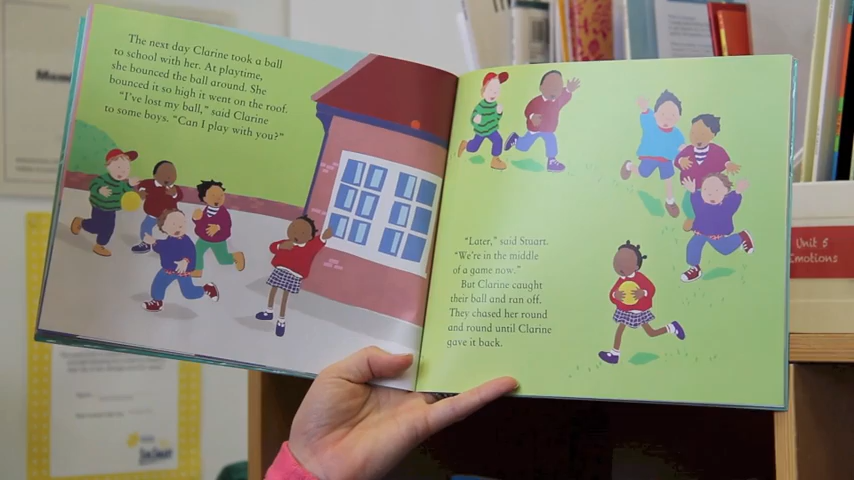 The next day Clarine took a ball
to school with her. At playtime,
she bounced the ball around. She
bounced it so high it went on the roof.
"I've lost my ball," said Clarine
to some boys. "Can I play with you?"
"Later," said Stuart.
"We're in the middle
of a game now."
But Clarine caught
their ball and ran off.
They chased her round
and round until Clarine
gave it back.
Unit 5
Emotions